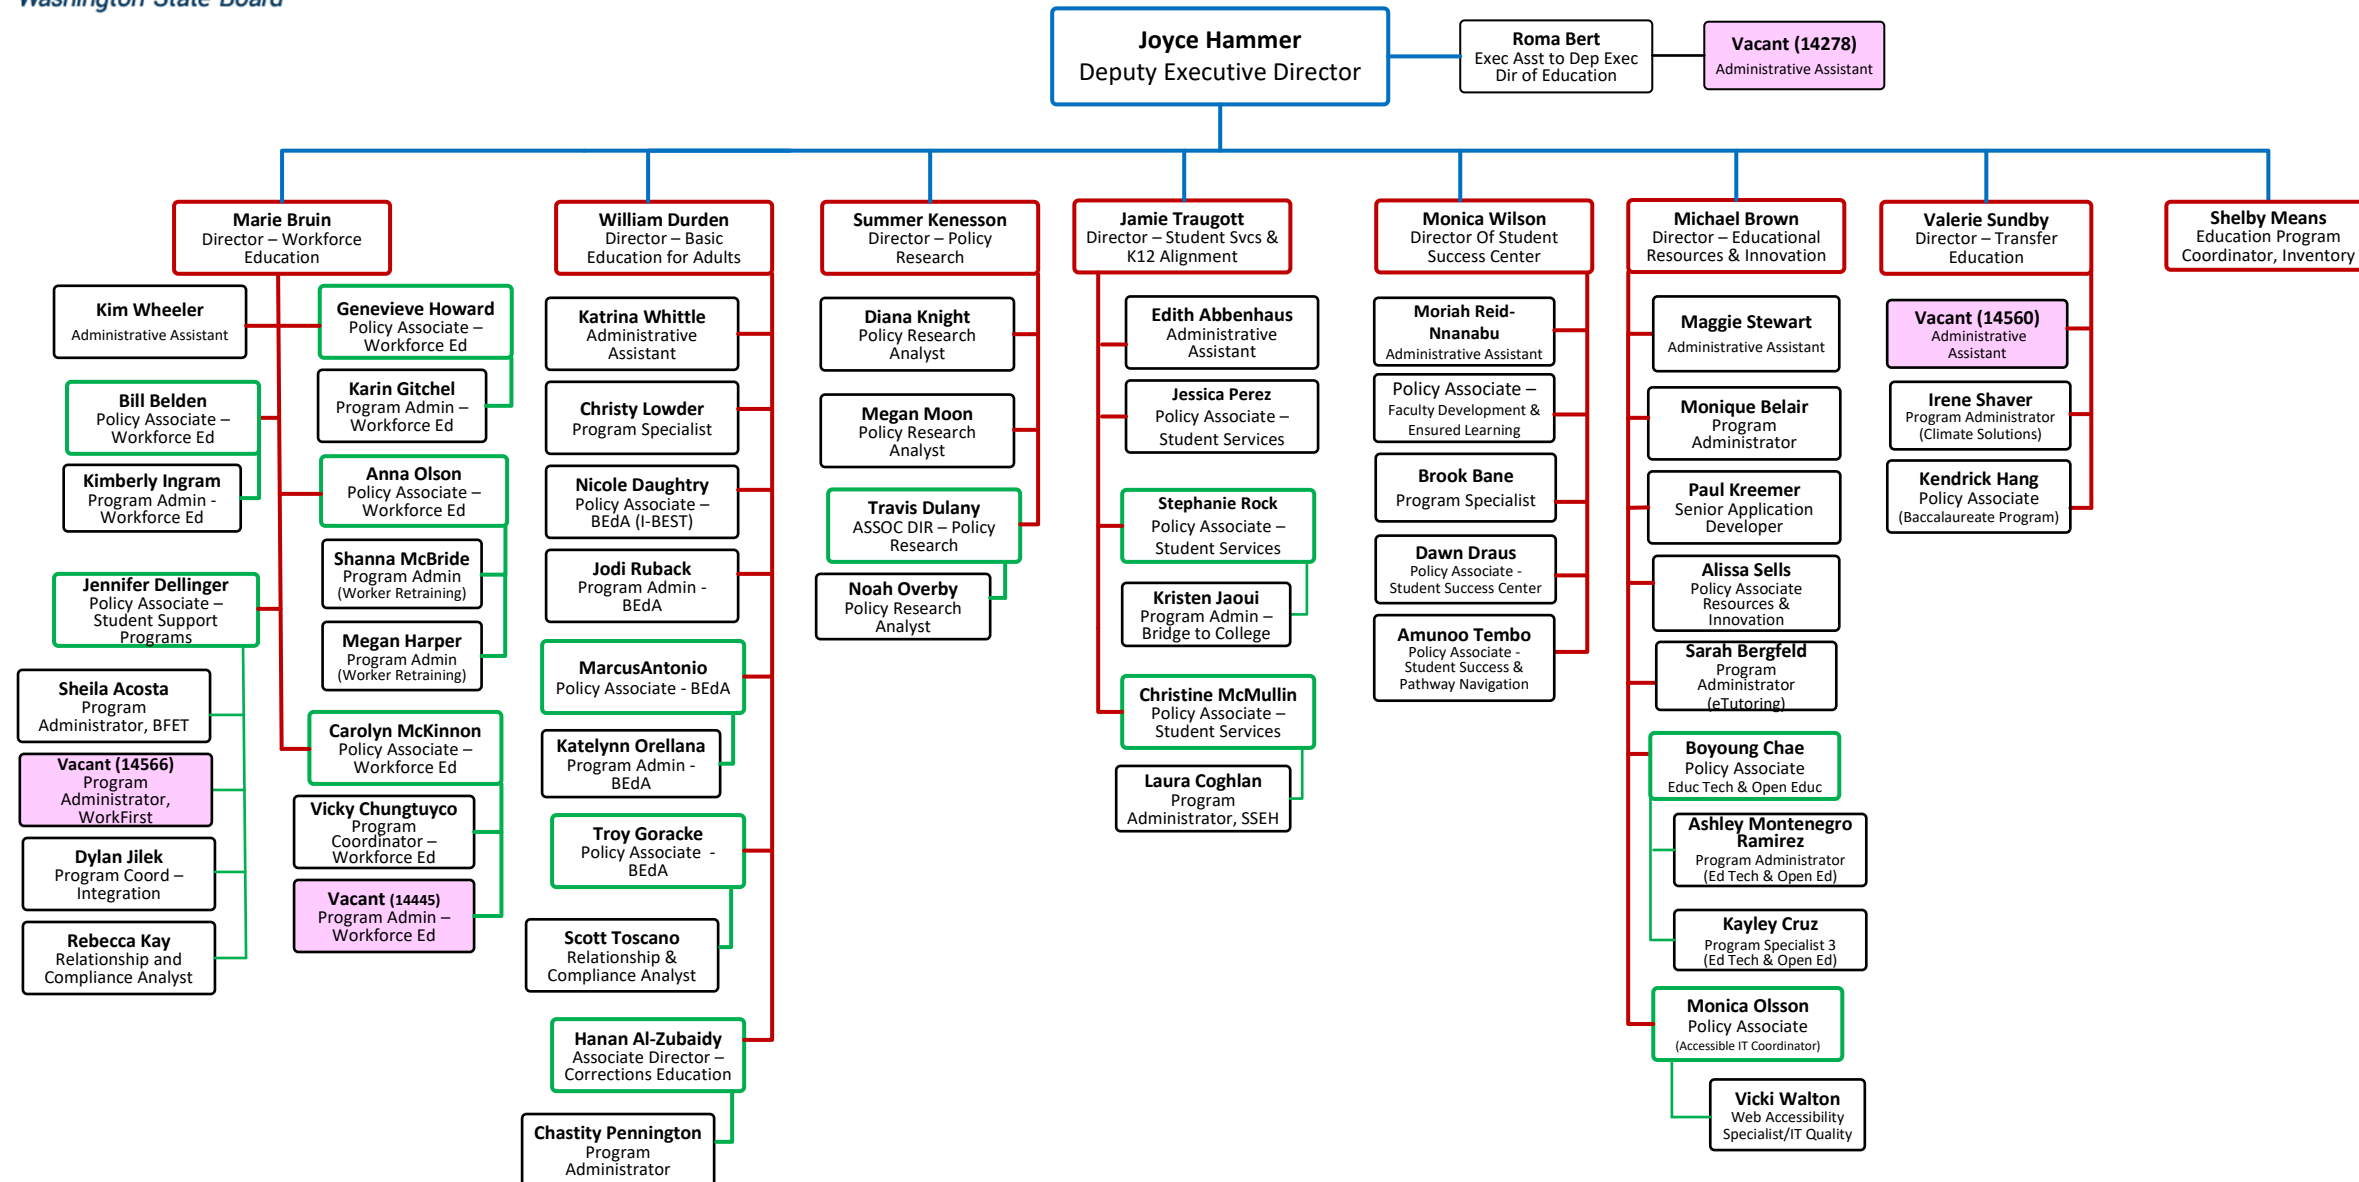 Washington State Board
Joyce Hammer
Deputy Executive Director
Roma Bert
Exec Asst to Dep Exec
Dir of Education
Vacant (14278)
Administrative Assistant
Marie Bruin
Director – Workforce
Education
Kim Wheeler
Administrative Assistant
Genevieve Howard
Policy Associate –
Workforce Ed
Karin Gitchel
Program Admin –
Workforce Ed
Bill Belden
Policy Associate –
Workforce Ed
Kimberly Ingram
Program Admin -
Workforce Ed
Anna Olson
Policy Associate –
Workforce Ed
Shanna McBride
Program Admin
(Worker Retraining)
Megan Harper
Program Admin
(Worker Retraining)
Jennifer Dellinger
Policy Associate –
Student Support
Programs
Sheila Acosta
Program
Administrator, BFET
Vacant (14566)
Program
Administrator,
WorkFirst
Dylan Jilek
Program Coord –
Integration
Rebecca Kay
Relationship and
Compliance Analyst
Carolyn McKinnon
Policy Associate –
Workforce Ed
Vicky Chungtuyco
Program
Coordinator –
Workforce Ed
Vacant (14445)
Program Admin –
Workforce Ed
William Durden
Director – Basic
Education for Adults
Katrina Whittle
Administrative
Assistant
Christy Lowder
Program Specialist
Nicole Daughtry
Policy Associate –
BEdA (I-BEST)
Jodi Ruback
Program Admin -
BEdA
MarcusAntonio
Policy Associate - BEdA
Katelynn Orellana
Program Admin -
BEdA
Troy Goracke
Policy Associate -
BEdA
Scott Toscano
Relationship &
Compliance Analyst
Hanan Al-Zubaidy
Associate Director –
Corrections Education
Chastity Pennington
Program
Administrator
Summer Kenesson
Director – Policy
Research
Diana Knight
Policy Research
Analyst
Megan Moon
Policy Research
Analyst
Travis Dulany
ASSOC DIR – Policy
Research
Noah Overby
Policy Research
Analyst
Jamie Traugott
Director – Student Svcs &
K12 Alignment
Edith Abbenhaus
Administrative
Assistant
Jessica Perez
Policy Associate –
Student Services
Stephanie Rock
Policy Associate –
Student Services
Kristen Jaoui
Program Admin –
Bridge to College
Christine McMullin
Policy Associate –
Student Services
Laura Coghlan
Program
Administrator, SSEH
Monica Wilson
Director Of Student
Success Center
Moriah Reid-
Nnanabu
Administrative Assistant
Policy Associate –
Faculty Development &
Ensured Learning
Brook Bane
Program Specialist
Dawn Draus
Policy Associate -
Student Success Center
Amunoo Tembo
Policy Associate -
Student Success &
Pathway Navigation
Michael Brown
Director – Educational
Resources & Innovation
Maggie Stewart
Administrative Assistant
Monique Belair
Program
Administrator
Paul Kreemer
Senior Application
Developer
Alissa Sells
Policy Associate
Resources &
Innovation
Sarah Bergfeld
Program
Administrator
(eTutoring)
Boyoung Chae
Policy Associate
Educ Tech & Open Educ
Ashley Montenegro
Ramirez
Program Administrator
(Ed Tech & Open Ed)
Kayley Cruz
Program Specialist 3
(Ed Tech & Open Ed)
Monica Olsson
Policy Associate
(Accessible IT Coordinator)
Vicki Walton
Web Accessibility
Specialist/IT Quality
Valerie Sundby
Director – Transfer
Education
Vacant (14560)
Administrative
Assistant
Irene Shaver
Program Administrator
(Climate Solutions)
Kendrick Hang
Policy Associate
(Baccalaureate Program)
Shelby Means
Education Program
Coordinator, Inventory